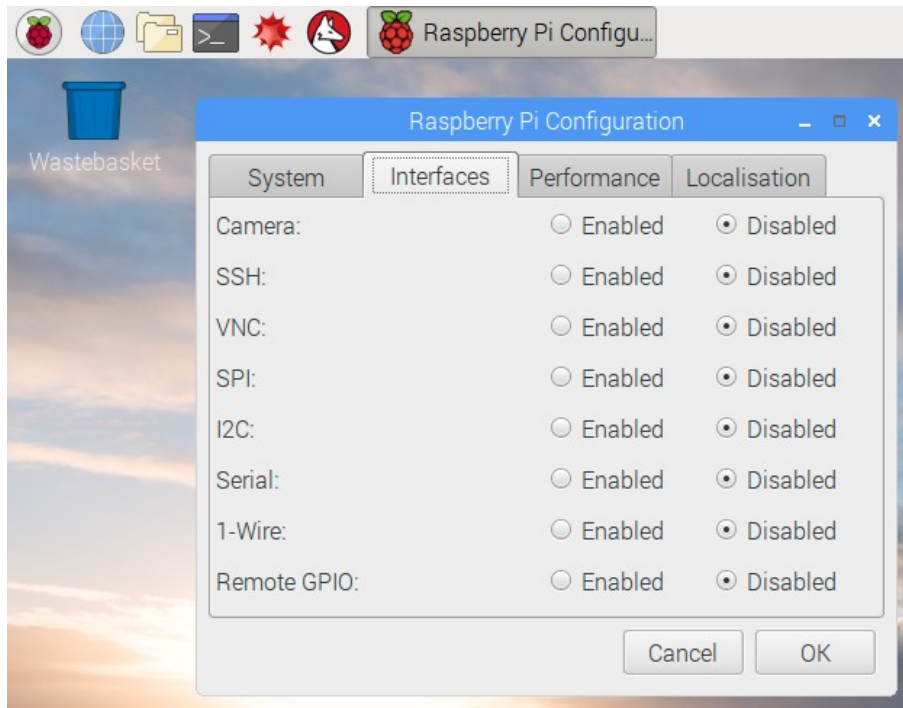 Raspberry Pi Configu...
Wastebasket
Raspberry Pi Configuration
System Interfaces Performance Localisation
Camera: Enabled Disabled
SSH: Enabled Disabled
VNC: Enabled Disabled
SPI: Enabled Disabled
I2C: Enabled Disabled
Serial: Enabled Disabled
1-Wire: Enabled Disabled
Remote GPIO: Enabled Disabled
Cancel OK